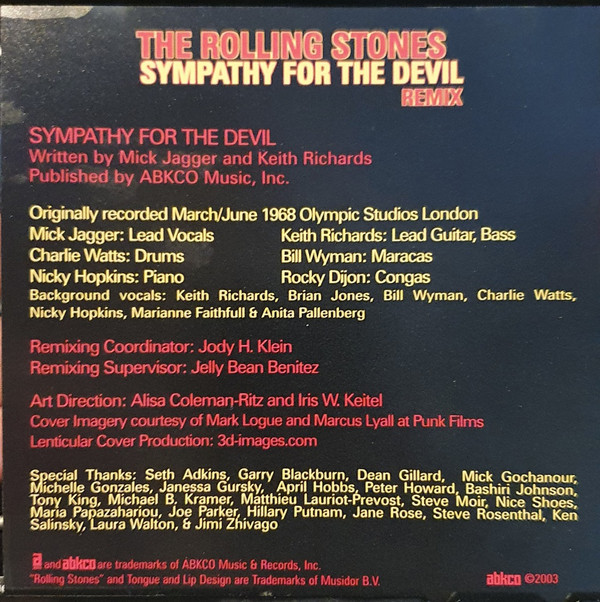 THE ROLLING STONES
SYMPATHY FOR THE DEVIL
REMIX
SYMPATHY FOR THE DEVIL
Written by Mick Jagger and Keith Richards
Published by ABKCO Music, Inc.
Originally recorded March/June 1968 Olympic Studios London
Mick Jagger: Lead Vocals Keith Richards: Lead Guitar, Bass
Charlie Watts: Drums Bill Wyman: Maracas
Nicky Hopkins: Piano Rocky Dijon: Congas
Background vocals: Keith Richards, Brian Jones, Bill Wyman, Charlie Watts,
Nicky Hopkins, Marianne Faithfull & Anita Pallenberg
Remixing Coordinator: Jody H. Klein
Remixing Supervisor: Jelly Bean Benitez
Art Direction: Alisa Coleman-Ritz and Iris W. Keitel
Cover Imagery courtesy of Mark Logue and Marcus Lyall at Punk Films
Lenticular Cover Production: 3d-images.com
Special Thanks: Seth Adkins, Garry Blackburn, Dean Gillard, Mick Gochanour,
Michelle Gonzales, Janessa Gursky, April Hobbs, Peter Howard, Bashiri Johnson,
Tony King, Michael B. Kramer, Matthieu Lauriot-Prevost, Steve Moir, Nice Shoes,
Maria Papazahariou, Joe Parker, Hillary Putnam, Jane Rose, Steve Rosenthal, Ken
Salinsky, Laura Walton, & Jimi Zhivago
a and abkco are trademarks of ABKCO Music & Records, Inc.
"Rolling Stones" and Tongue and Lip Design are Trademarks of Musidor B.V. abkco ©2003